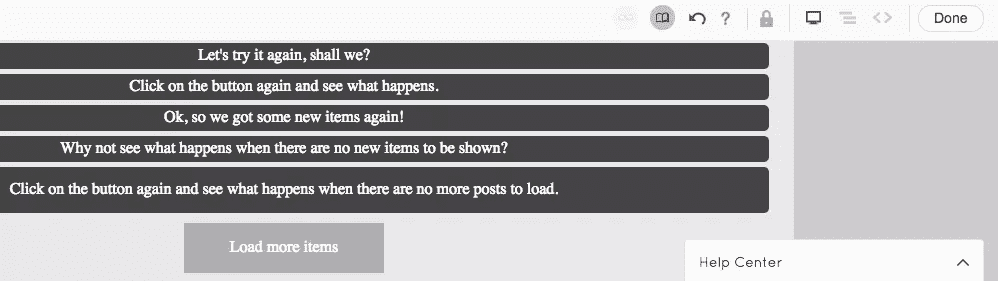 ? Done
Let's try it again, shall we?
Click on the button again and see what happens.
Ok, so we got some new items again!
Why not see what happens when there are no new items to be shown?
Click on the button again and see what happens when there are no more posts to load.
Load more items
Help Center